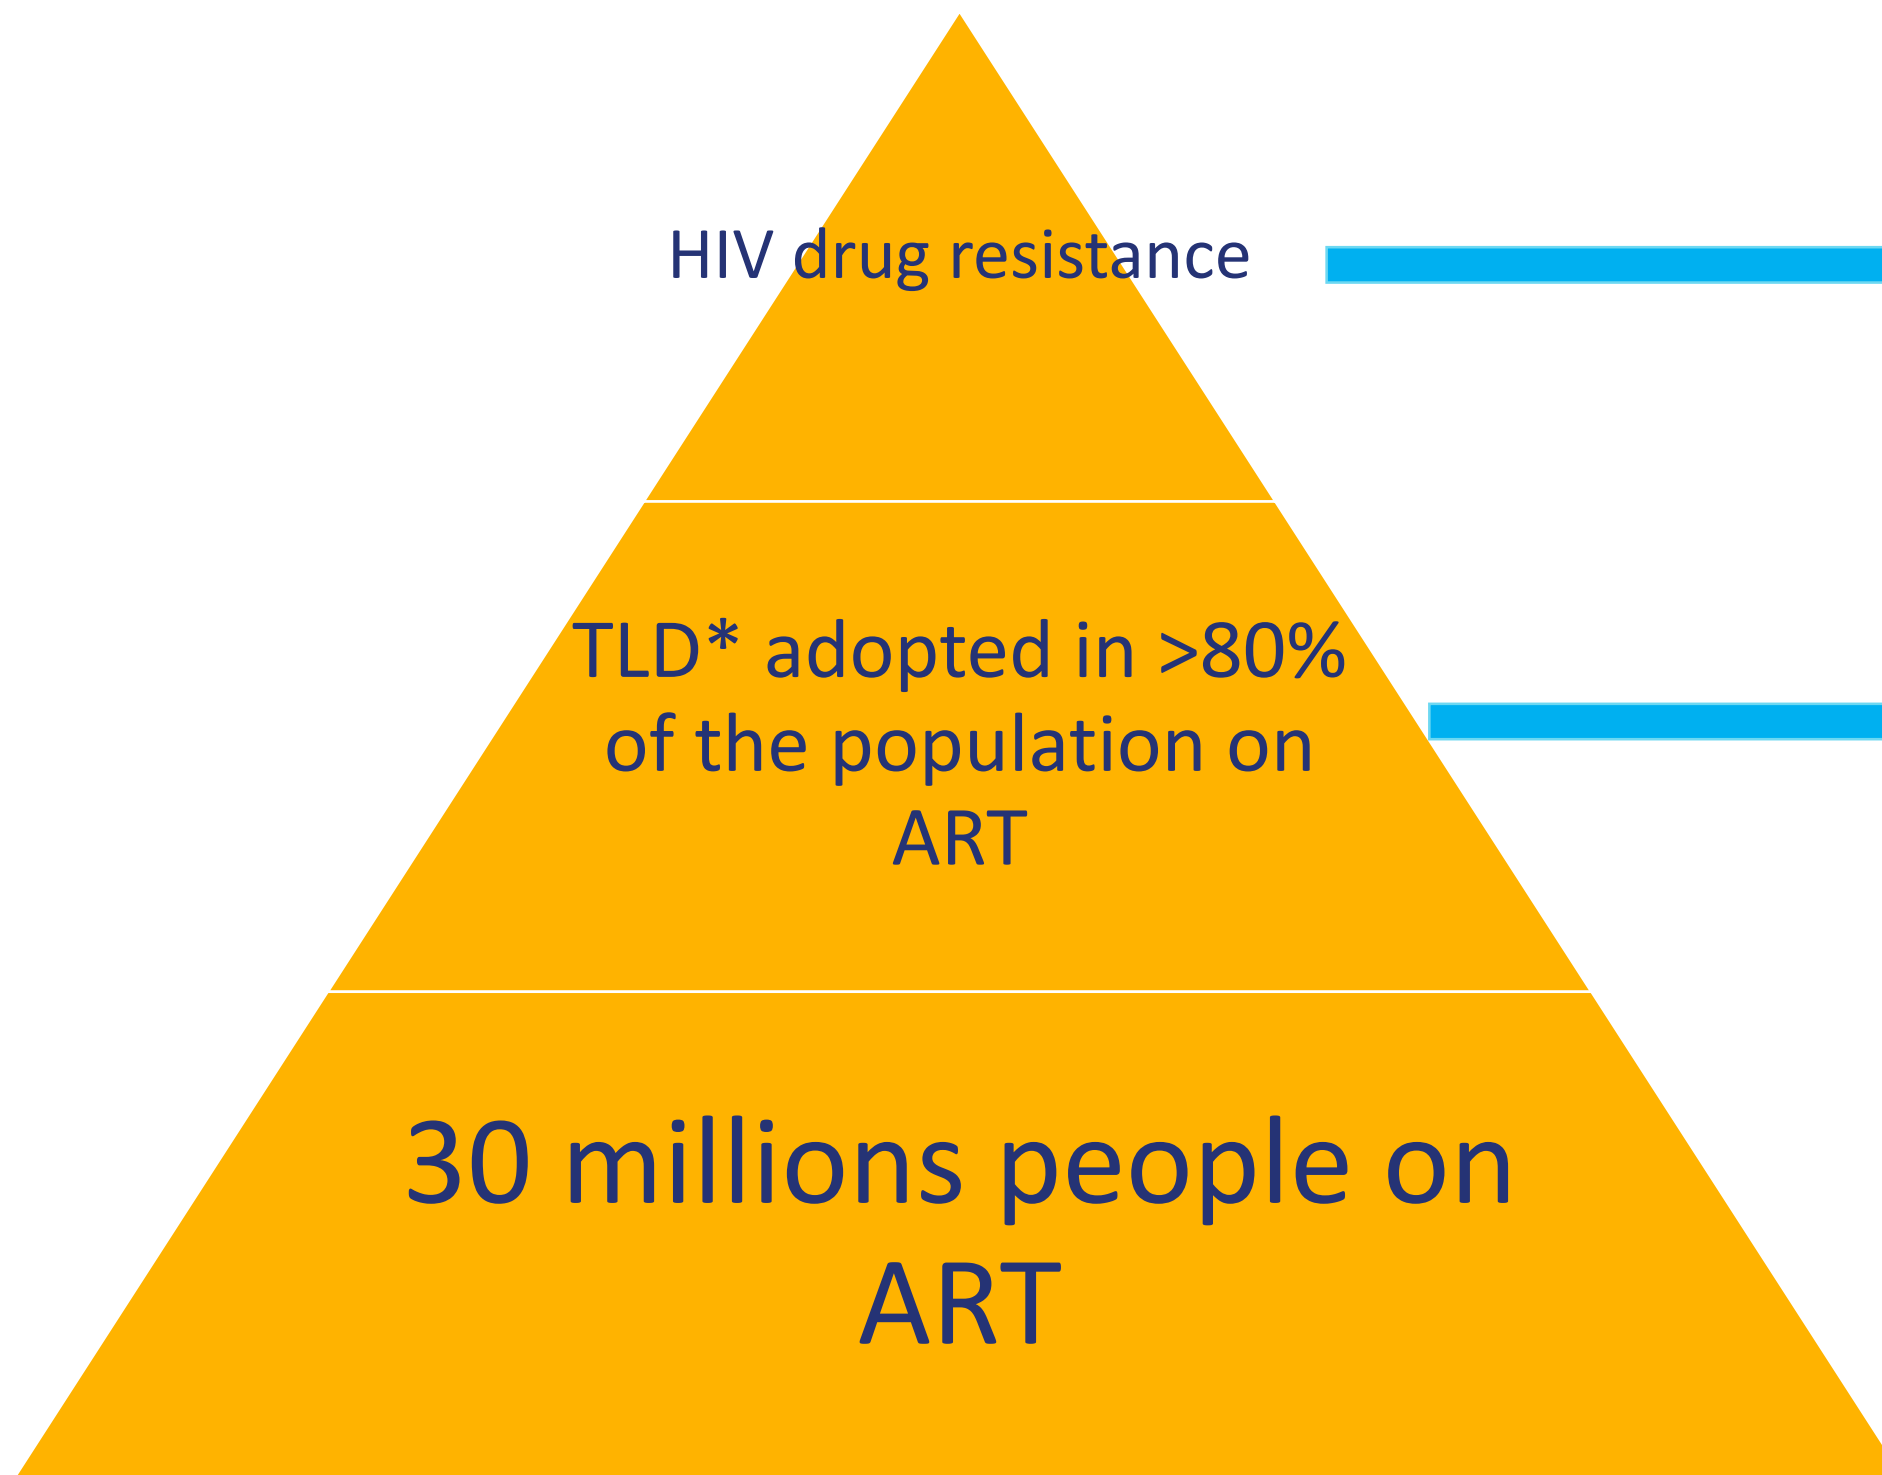 HIV drug resistance
TLD* adopted in >80%
of the population on
ART
30 millions people on
ART